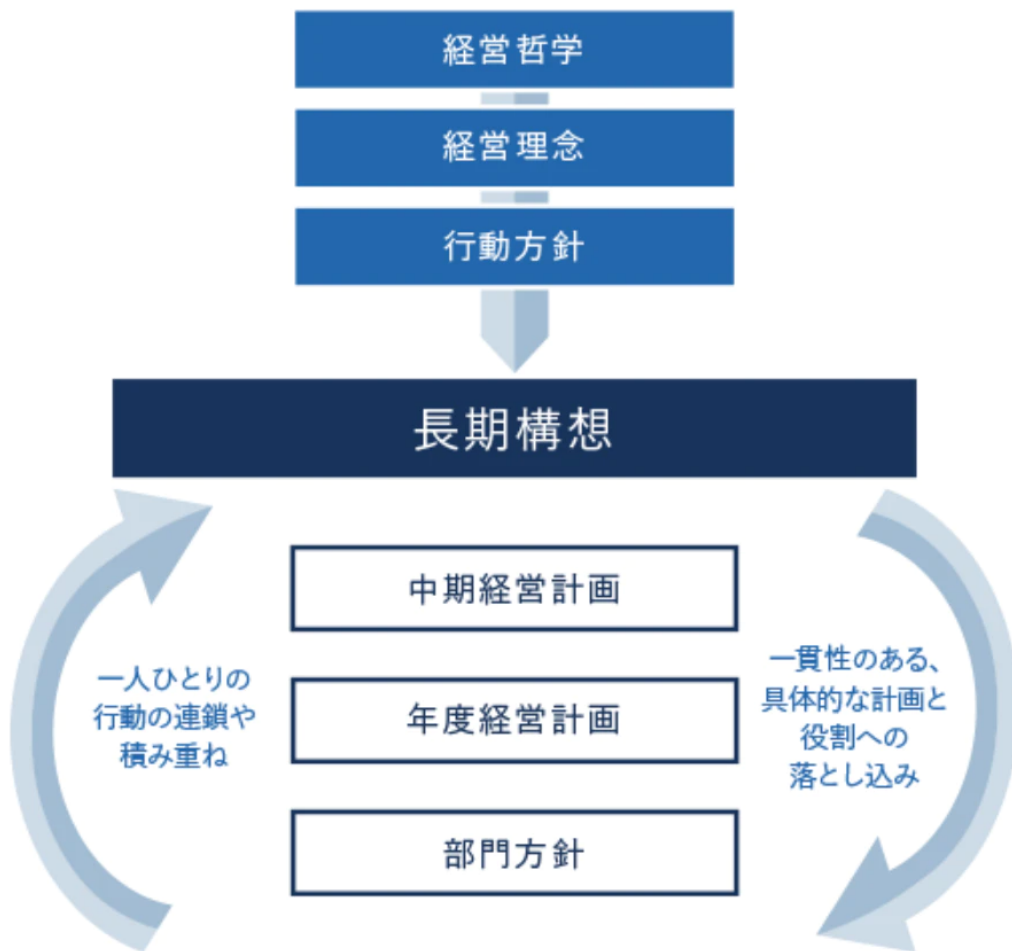 経営哲学
経営理念
行動方針
長期構想
中期経営計画
年度経営計画
部門方針
一人ひとりの
行動の連鎖や
積み重ね
一貫性のある、
具体的な計画と
役割への
落とし込み